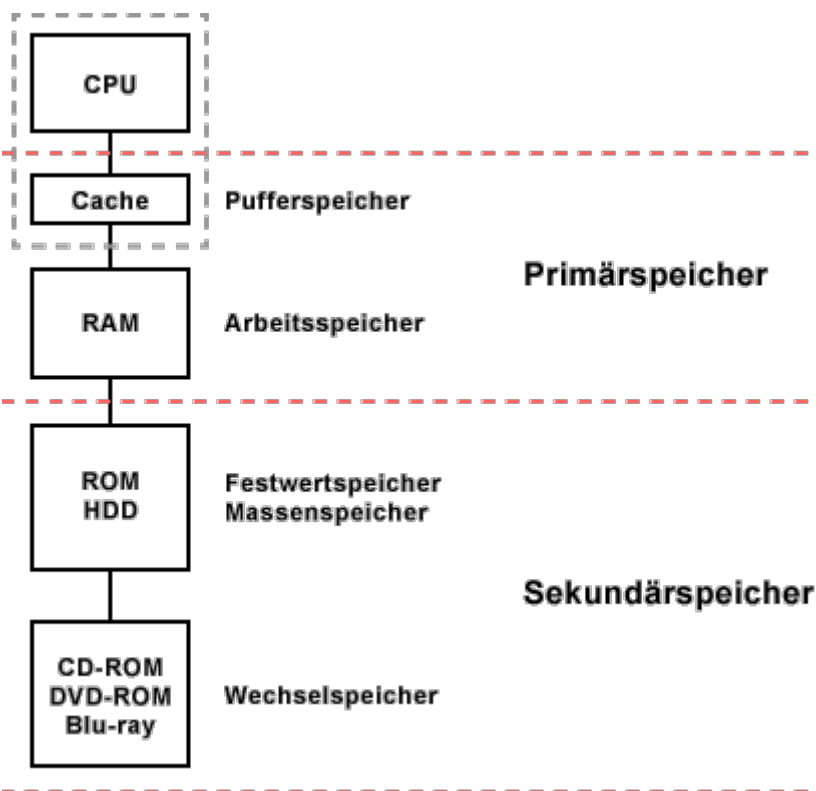 CPU
Cache
Pufferspeicher
Primärspeicher
RAM
Arbeitsspeicher
ROM
HDD
Festwertspeicher
Massenspeicher
Sekundärspeicher
CD-ROM
DVD-ROM
Blu-ray
Wechselspeicher